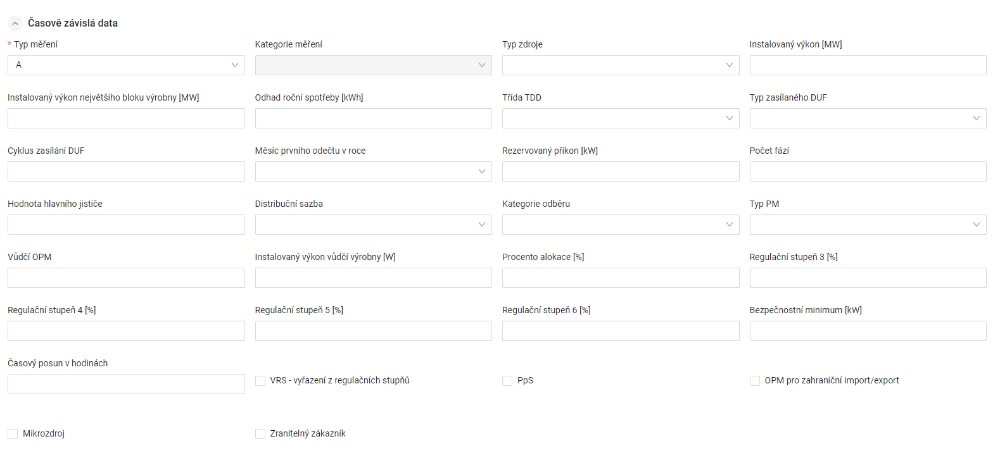 Časově závislá data
* Typ měření
Kategorie měření
Typ zdroje
Instalovaný výkon [MW]
A
Instalovaný výkon největšího bloku výrobny [MW]
Odhad roční spotřeby [kWh]
Třída TDD
Typ zasílaného DUF
Cyklus zasílání DUF
Měsíc prvního odečtu v roce
Rezervovaný příkon [kW]
Počet fází
Hodnota hlavního jističe
Distribuční sazba
Kategorie odběru
Typ PM
Vůdčí OPM
Instalovaný výkon vůdčí výrobny [W]
Procento alokace [%]
Regulační stupeň 3 [%]
Regulační stupeň 4 [%]
Regulační stupeň 5 [%]
Regulační stupeň 6 [%]
Bezpečnostní minimum [kW]
Časový posun v hodinách
VRS - vyřazení z regulačních stupňů
PpS
OPM pro zahraniční import/export
Mikrozdroj
Zranitelný zákazník